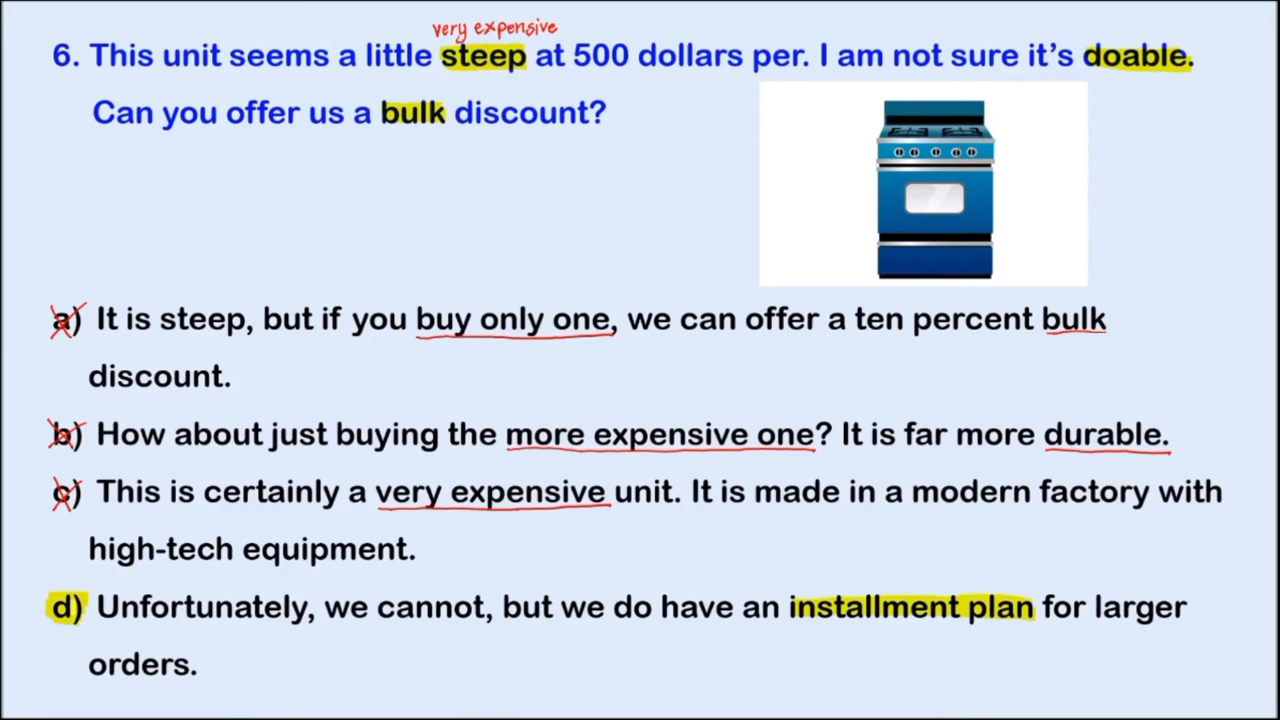 very expensive
6. This unit seems a little steep at 500 dollars per. I am not sure it’s doable.
Can you offer us a bulk discount?
a) It is steep, but if you buy only one, we can offer a ten percent bulk
discount.
b) How about just buying the more expensive one? It is far more durable.
c) This is certainly a very expensive unit. It is made in a modern factory with
high-tech equipment.
d) Unfortunately, we cannot, but we do have an installment plan for larger
orders.